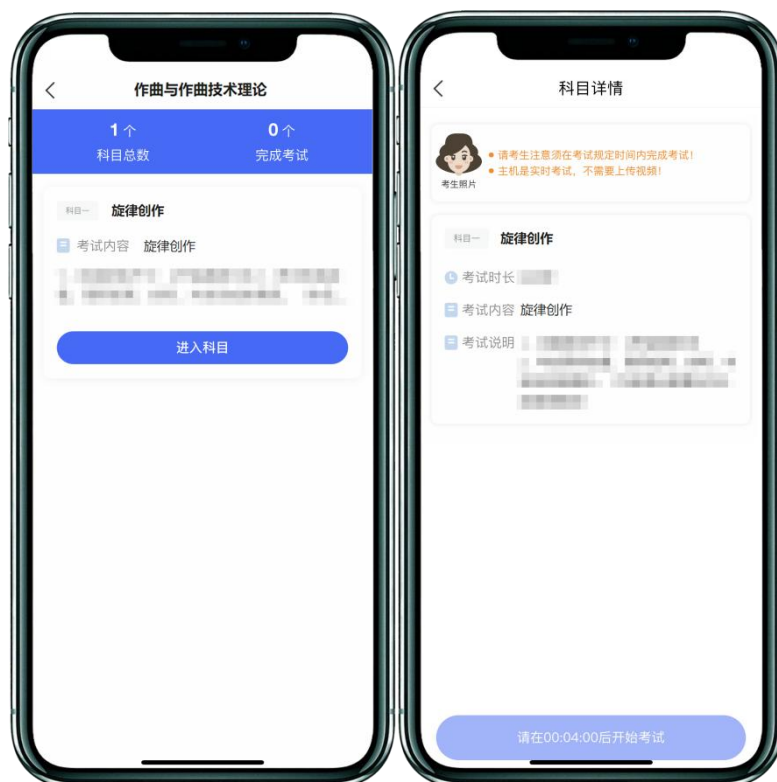 作曲与作曲技术理论
1个
0个
科目总数
完成考试
科目一 旋律创作
考试内容 旋律创作
进入科目
科目详情
• 请考生注意须在考试规定时间内完成考试！
• 主机是实时考试，不需要上传视频！
考生照片
科目一 旋律创作
考试时长
考试内容 旋律创作
考试说明
请在00:04:00后开始考试